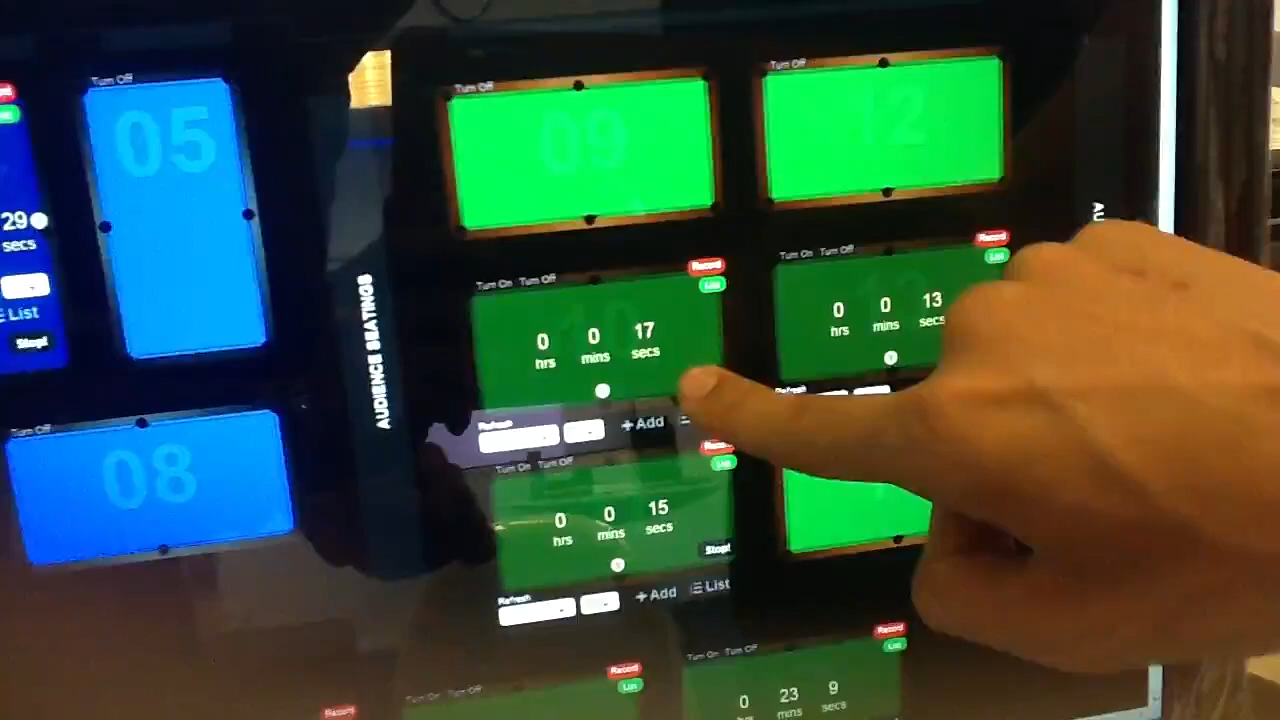 Turn Off
05
29
secs
List
Stop!
Turn Off
08
AUDIENCE SEATINGS
Turn Off
09
Turn Off
12
Turn On Turn Off
Record
List
10
0 0 17
hrs mins secs
Refresh
+Add
Turn On Turn Off
Record
List
0 0 13
hrs mins secs
Refresh
Turn On Turn Off
List
0 0 15
hrs mins secs
Stop!
Refresh
+Add
List
Turn On Turn Off
Record
List
Turn On Turn Off
Record
List
0 23 9
hrs mins secs
Record